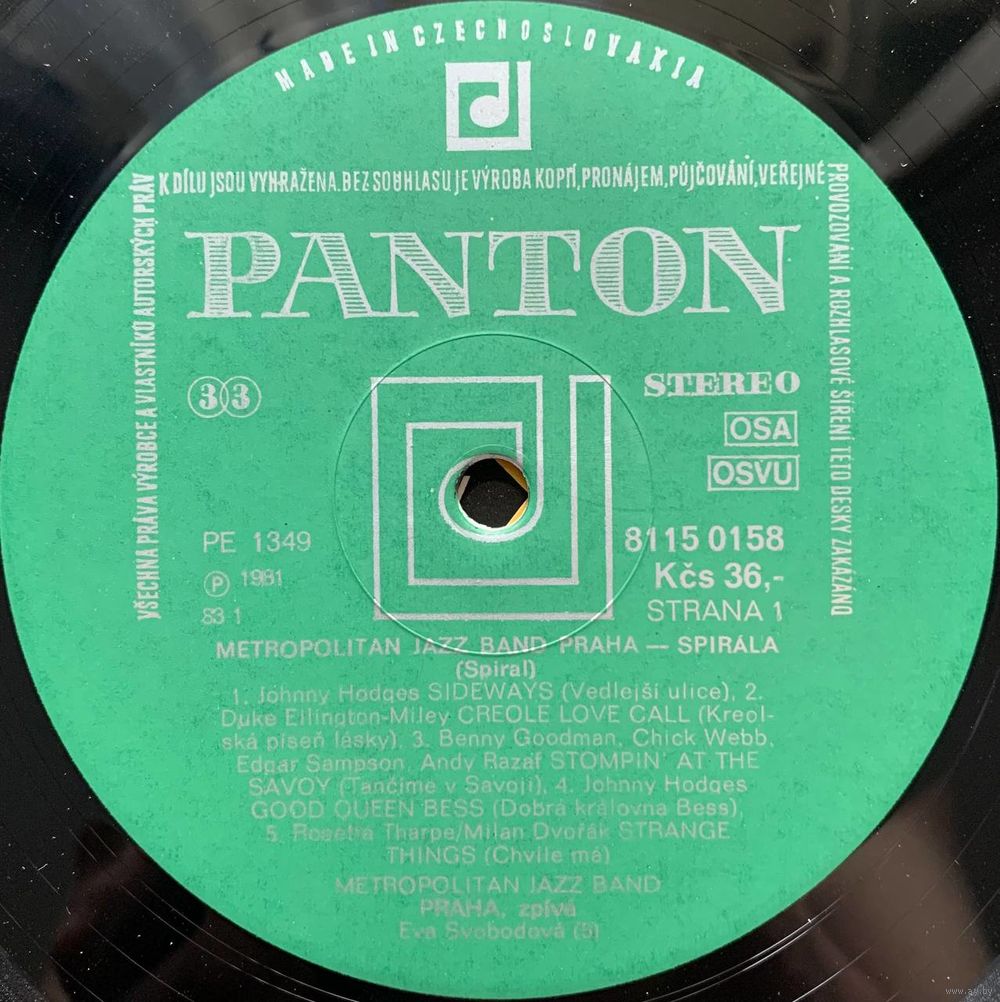 MADE IN CZECHOSLOVAKIA
VŠECHNA PRÁVA VÝROBCE A VLASTNÍKŮ AUTORSKÝCH PRÁV
K DÍLU JSOU VYHRAŽENA. BEZ SOUHLASU JE VÝROBA KOPIÍ, PRONÁJEM, PŮJČOVÁNÍ, VEŘEJNÉ
PROVOZOVÁNÍ A ROZHLASOVÉ ŠÍŘENÍ TÉTO DESKY ZAKÁZÁNO
PANTON
33
STEREO
OSA
OSVU
PE 1349
8115 0158
Ⓟ 1981
Kčs 36,-
S3 1
STRANA 1
METROPOLITAN JAZZ BAND PRAHA — SPIRÁLA
(Spiral)
1. Johnny Hodges SIDEWAYS (Vedlejší ulice), 2.
Duke Ellington-Miley CREOLE LOVE CALL (Kreol-
ská píseň lásky), 3. Benny Goodman, Chick Webb,
Edgar Sampson, Andy Razaf STOMPIN' AT THE
SAVOY (Tančíme v Savoji), 4. Johnny Hodges
GOOD QUEEN BESS (Dobrá královna Bess),
5. Rosetta Tharpe/Milan Dvořák STRANGE
THINGS (Chvíle má)
METROPOLITAN JAZZ BAND
PRAHA, zpívá
Eva Svobodová (5)
www.ay.by